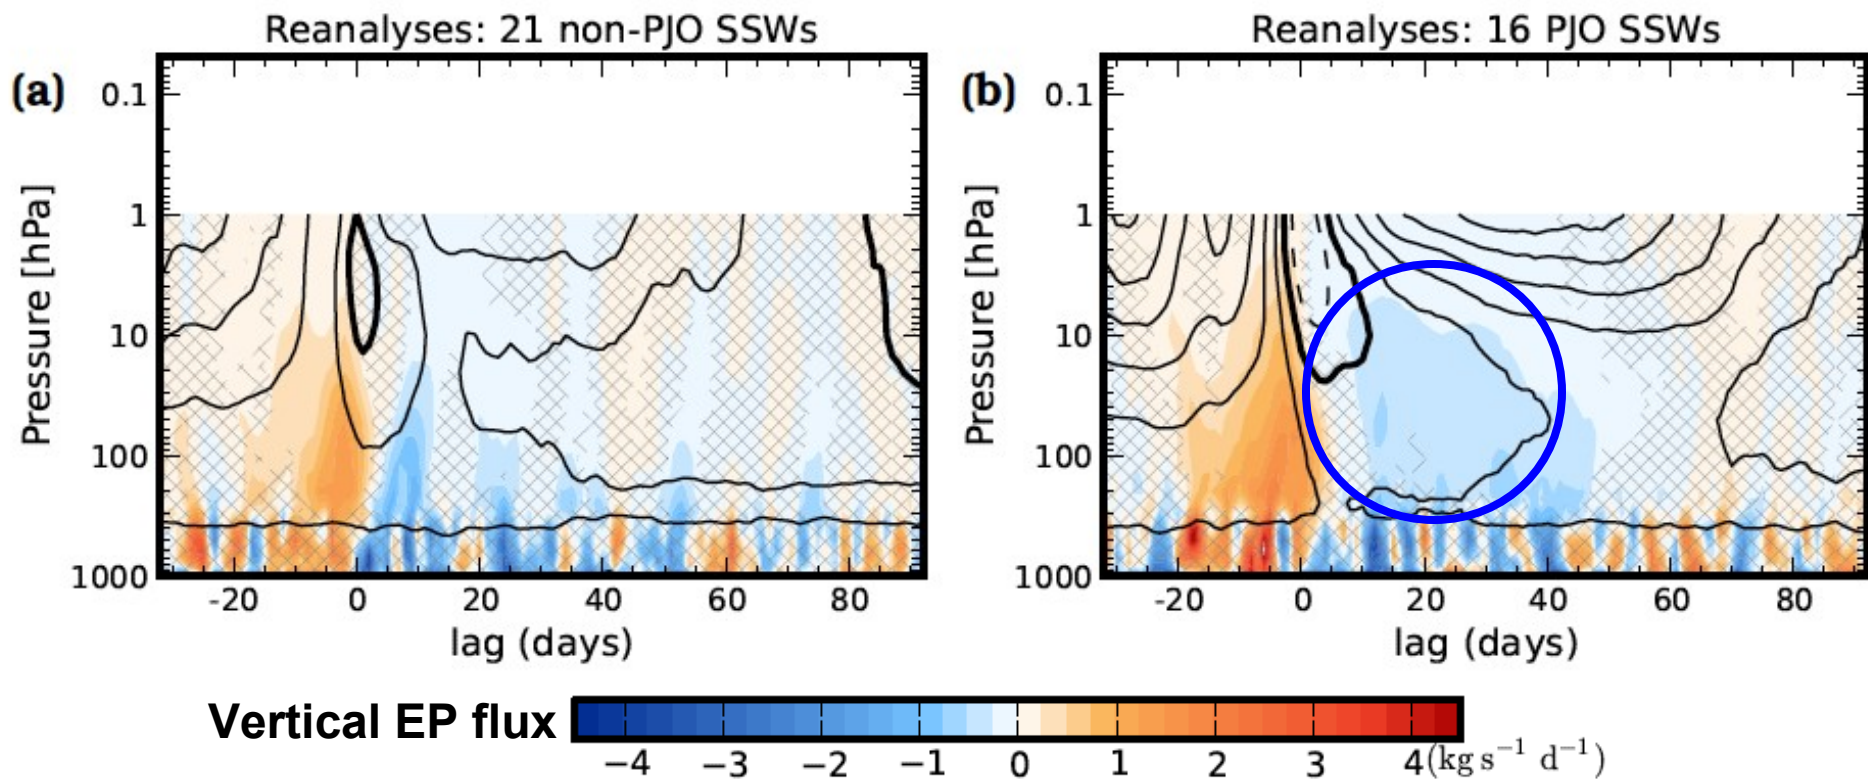 Reanalyses: 21 non-PJO SSWs
(a)
Pressure [hPa]
0.1
1
10
100
1000
-20 0 20 40 60 80
lag (days)
Reanalyses: 16 PJO SSWs
(b)
Pressure [hPa]
0.1
1
10
100
1000
-20 0 20 40 60 80
lag (days)
Vertical EP flux
−4 −3 −2 −1 0 1 2 3 4 (kg s⁻¹ d⁻¹)